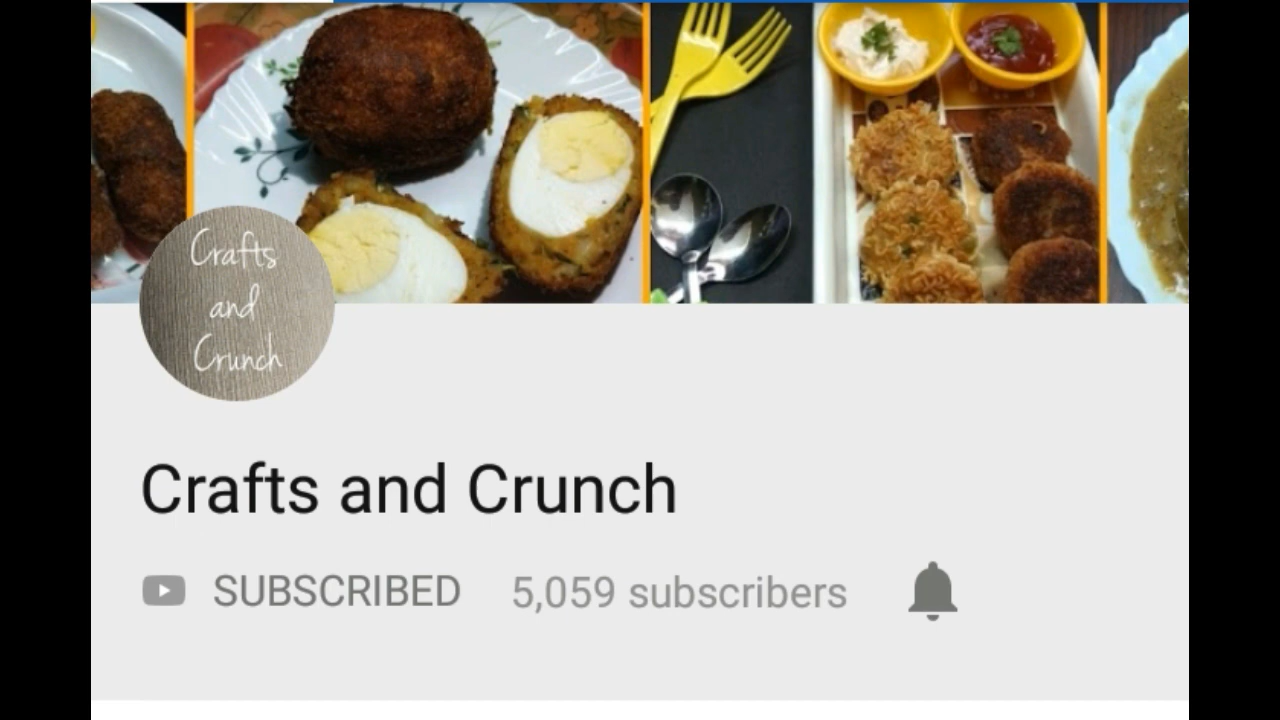 Crafts
and
Crunch
Crafts and Crunch
SUBSCRIBED 5,059 subscribers